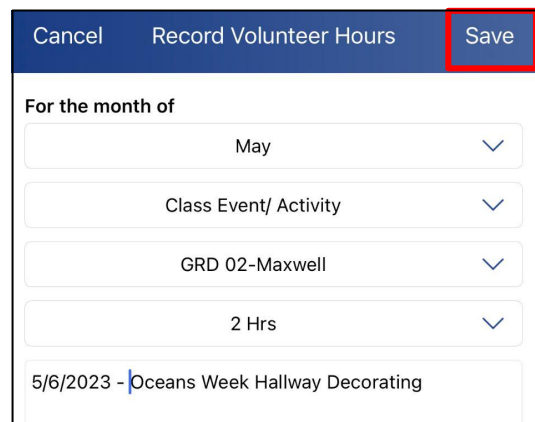 Cancel Record Volunteer Hours Save
For the month of
May
Class Event/ Activity
GRD 02-Maxwell
2 Hrs
5/6/2023 - Oceans Week Hallway Decorating